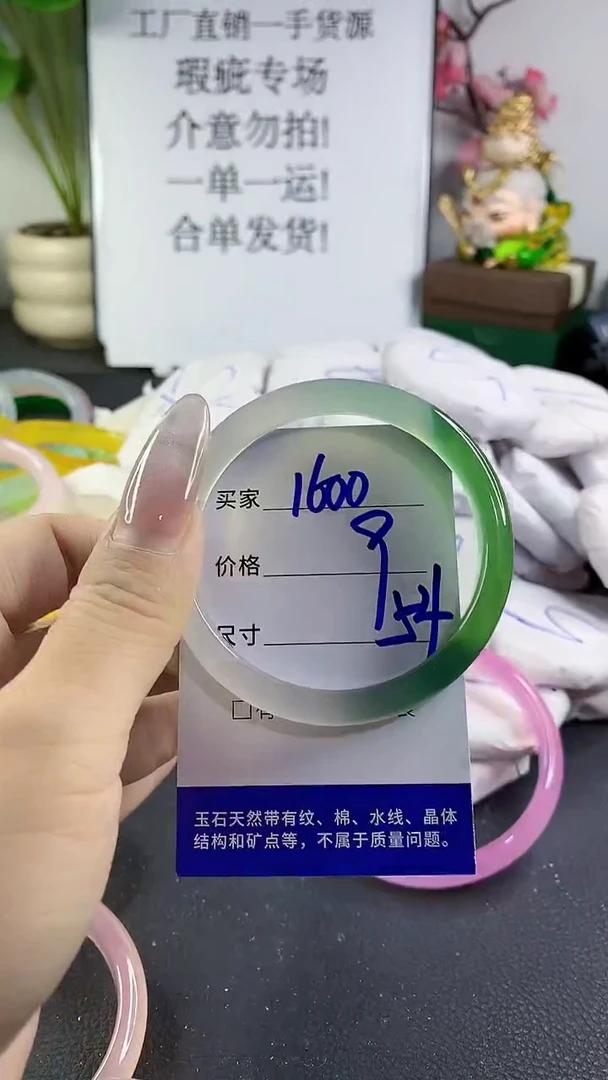 工厂直销一手货源
瑕疵专场
介意勿拍!
一单一运!
合单发货!
买家 1600
价格
尺寸 54
玉石天然带有纹、棉、水线、晶体
结构和矿点等，不属于质量问题。